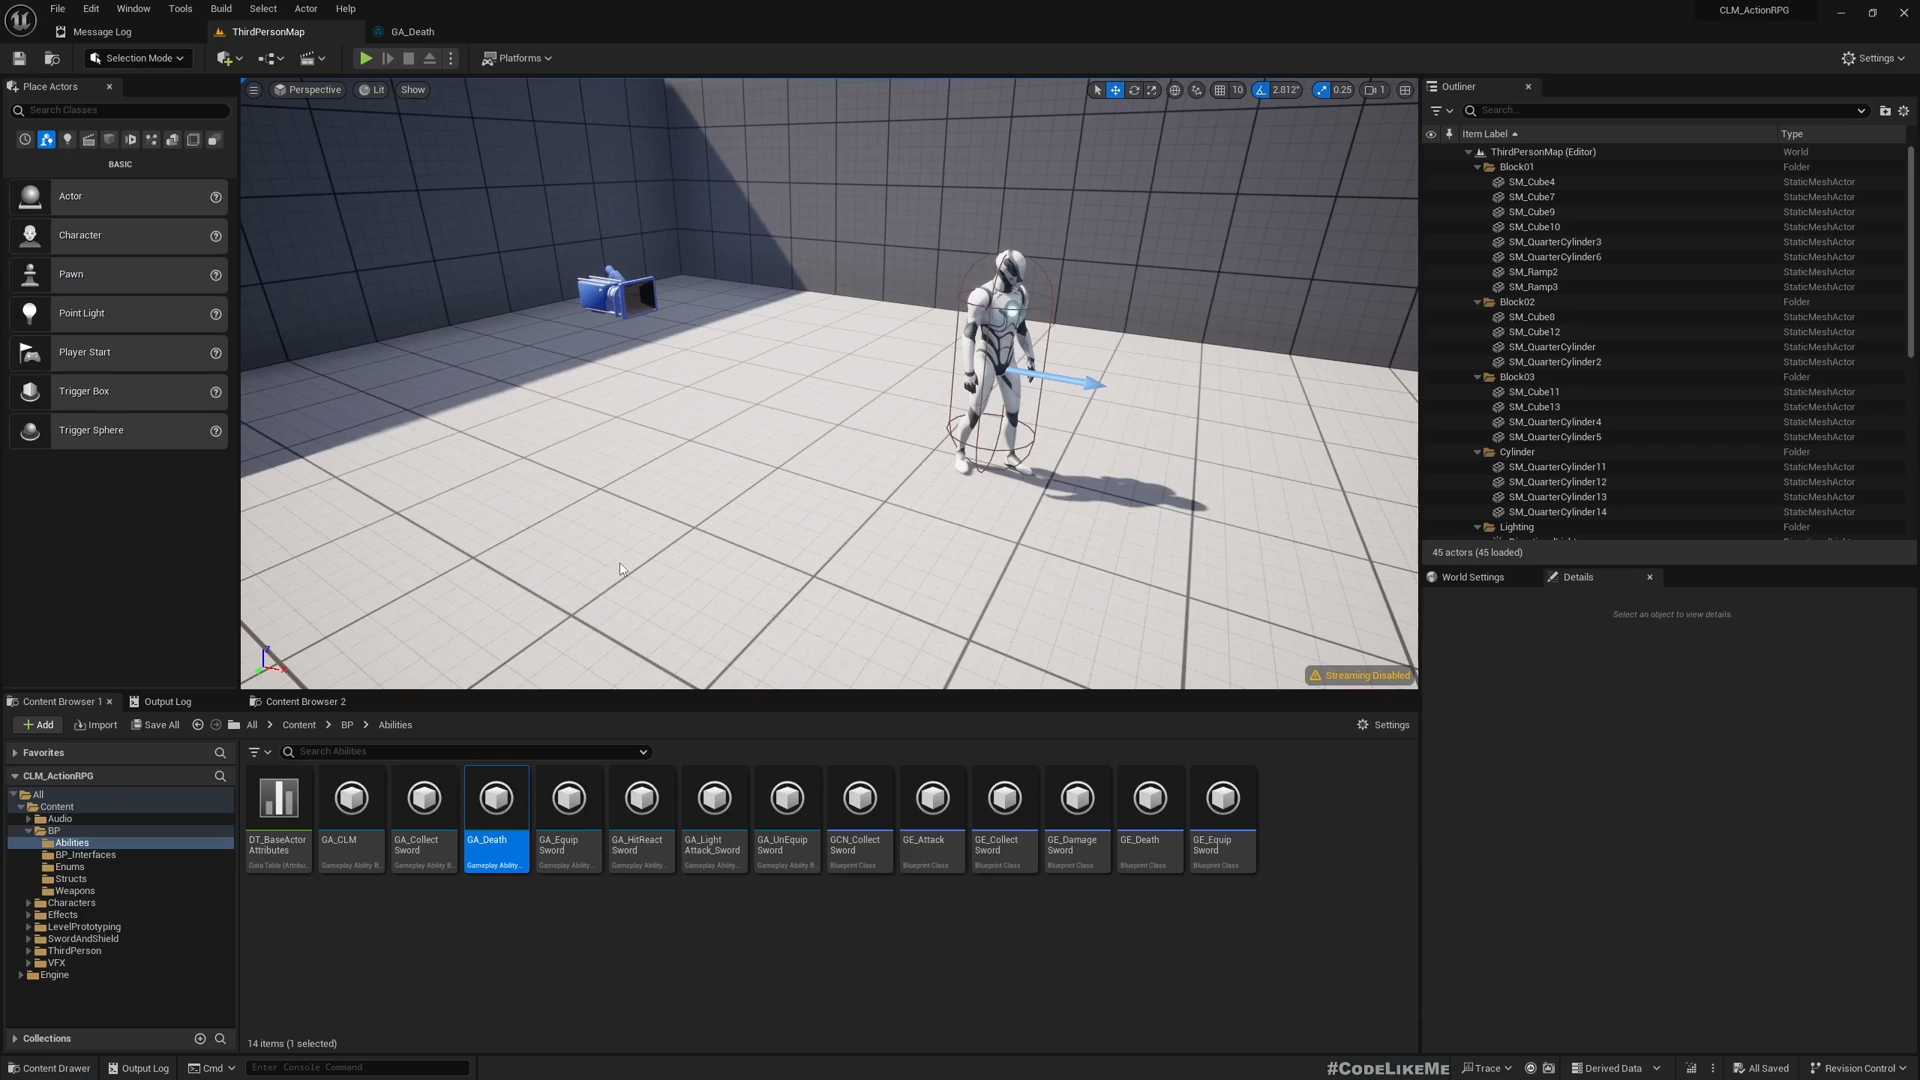 File Edit Window Tools Build Select Actor Help
CLM_ActionRPG
Message Log
ThirdPersonMap
GA_Death
Selection Mode
Platforms
Settings
Place Actors
Search Classes
BASIC
Actor
Character
Pawn
Point Light
Player Start
Trigger Box
Trigger Sphere
Perspective
Lit
Show
10
2.812°
0.25
1
Streaming Disabled
Outliner
Search...
Item Label
Type
ThirdPersonMap (Editor) World
Block01 Folder
SM_Cube4 StaticMeshActor
SM_Cube7 StaticMeshActor
SM_Cube9 StaticMeshActor
SM_Cube10 StaticMeshActor
SM_QuarterCylinder3 StaticMeshActor
SM_QuarterCylinder6 StaticMeshActor
SM_Ramp2 StaticMeshActor
SM_Ramp3 StaticMeshActor
Block02 Folder
SM_Cube8 StaticMeshActor
SM_Cube12 StaticMeshActor
SM_QuarterCylinder StaticMeshActor
SM_QuarterCylinder2 StaticMeshActor
Block03 Folder
SM_Cube11 StaticMeshActor
SM_Cube13 StaticMeshActor
SM_QuarterCylinder4 StaticMeshActor
SM_QuarterCylinder5 StaticMeshActor
Cylinder Folder
SM_QuarterCylinder11 StaticMeshActor
SM_QuarterCylinder12 StaticMeshActor
SM_QuarterCylinder13 StaticMeshActor
SM_QuarterCylinder14 StaticMeshActor
Lighting Folder
45 actors (45 loaded)
World Settings
Details
Select an object to view details.
Content Browser 1
Output Log
Content Browser 2
Add
Import
Save All
All > Content > BP > Abilities
Settings
Favorites
CLM_ActionRPG
All
Content
Audio
BP
Abilities
BP_Interfaces
Enums
Structs
Weapons
Characters
Effects
LevelPrototyping
SwordAndShield
ThirdPerson
VFX
Engine
Collections
Search Abilities
DT_BaseActor
Attributes
Data Table (Attribu...
GA_CLM
Gameplay Ability B...
GA_Collect
Sword
Gameplay Ability B...
GA_Death
Gameplay Ability...
GA_Equip
Sword
Gameplay Ability...
GA_HitReact
Sword
Gameplay Ability...
GA_Light
Attack_Sword
Gameplay Ability...
GA_UnEquip
Sword
Gameplay Ability B...
GCN_Collect
Sword
Blueprint Class
GE_Attack
Blueprint Class
GE_Collect
Sword
Blueprint Class
GE_Damage
Sword
Blueprint Class
GE_Death
Blueprint Class
GE_Equip
Sword
Blueprint Class
14 items (1 selected)
Content Drawer
Output Log
Cmd
Enter Console Command
#CODELIKEME
Trace
Derived Data
All Saved
Revision Control